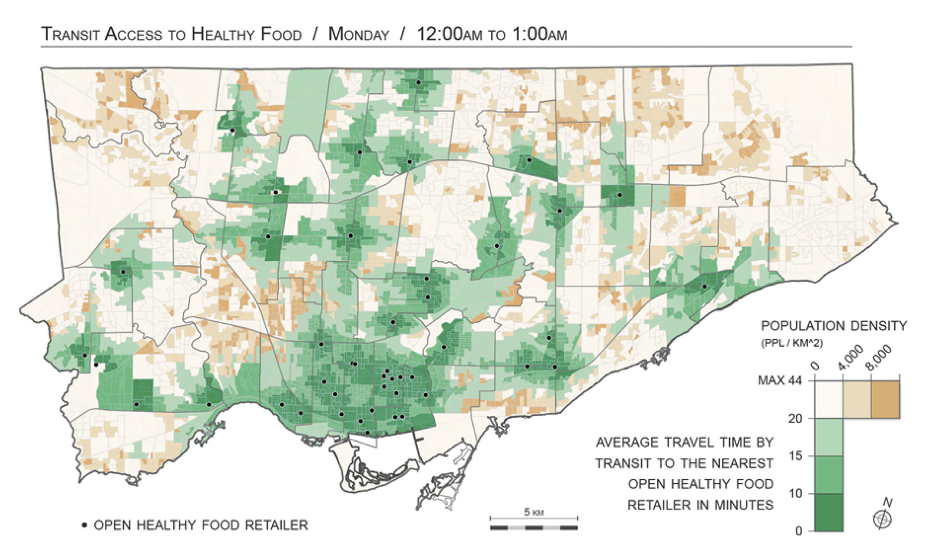 Transit Access to Healthy Food / Monday / 12:00am to 1:00am
Population Density
(ppl / km^2)
0 4,000 8,000
Max 44
20
15
10
0
Average travel time by
transit to the nearest
open healthy food
retailer in minutes
N
5 km
Open Healthy Food Retailer